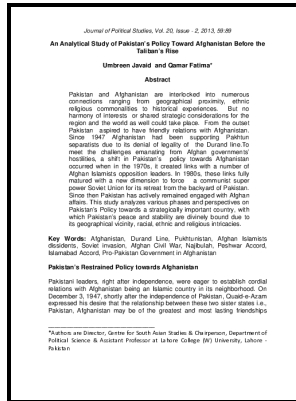 Journal of Political Studies, Vol. 20, Issue - 2, 2013, 59:89
An Analytical Study of Pakistan's Policy Toward Afghanistan Before the
Taliban's Rise
Umbreen Javaid and Qamar Fatima*
Abstract
Pakistan and Afghanistan are interlocked into numerous
connections ranging from geographical proximity, ethnic
religious commonalities to historical experiences. But no
harmony of interests or shared strategic considerations for the
region and the world as well could take place. From the outset
Pakistan aspired to have friendly relations with Afghanistan.
Since 1947 Afghanistan had been supporting Pakhtun
separatists due to its denial of legality of the Durand line.To
meet the challenges emanating from Afghan governments'
hostilities, a shift in Pakistan's policy towards Afghanistan
occurred when in the 1970s, it created links with a number of
Afghan Islamists opposition leaders. In 1980s, these links fully
matured with a new dimension to force a communist super
power Soviet Union for its retreat from the backyard of Pakistan.
Since then Pakistan has actively remained engaged with Afghan
affairs. This study analyzes various phases and perspectives on
Pakistan's Policy towards a strategically important country, with
which Pakistan's peace and stability are divinely bound due to
its geographical vicinity, racial, ethnic and religious intricacies.
Key Words: Afghanistan, Durand Line, Pukhtunistan, Afghan Islamists
dissidents, Soviet Invasion, Afghan Civil War, Najibullah, Peshwar Accord,
Islamabad Accord, Pro-Pakistan Government in Afghanistan
Pakistan's Restrained Policy towards Afghanistan
Pakistani leaders, right after independence, were eager to establish cordial
relations with Afghanistan being an Islamic country in its neighborhood. On
December 3, 1947, shortly after the independence of Pakistan, Quaid-e-Azam
expressed his desire that the relationship between these two sister states i.e.,
Pakistan, Afghanistan may be of the greatest and most lasting friendships
*Authors are Director, Centre for South Asian Studies & Chairperson, Department of
Political Science & Assistant Professor at Lahore College (W) University, Lahore -
Pakistan